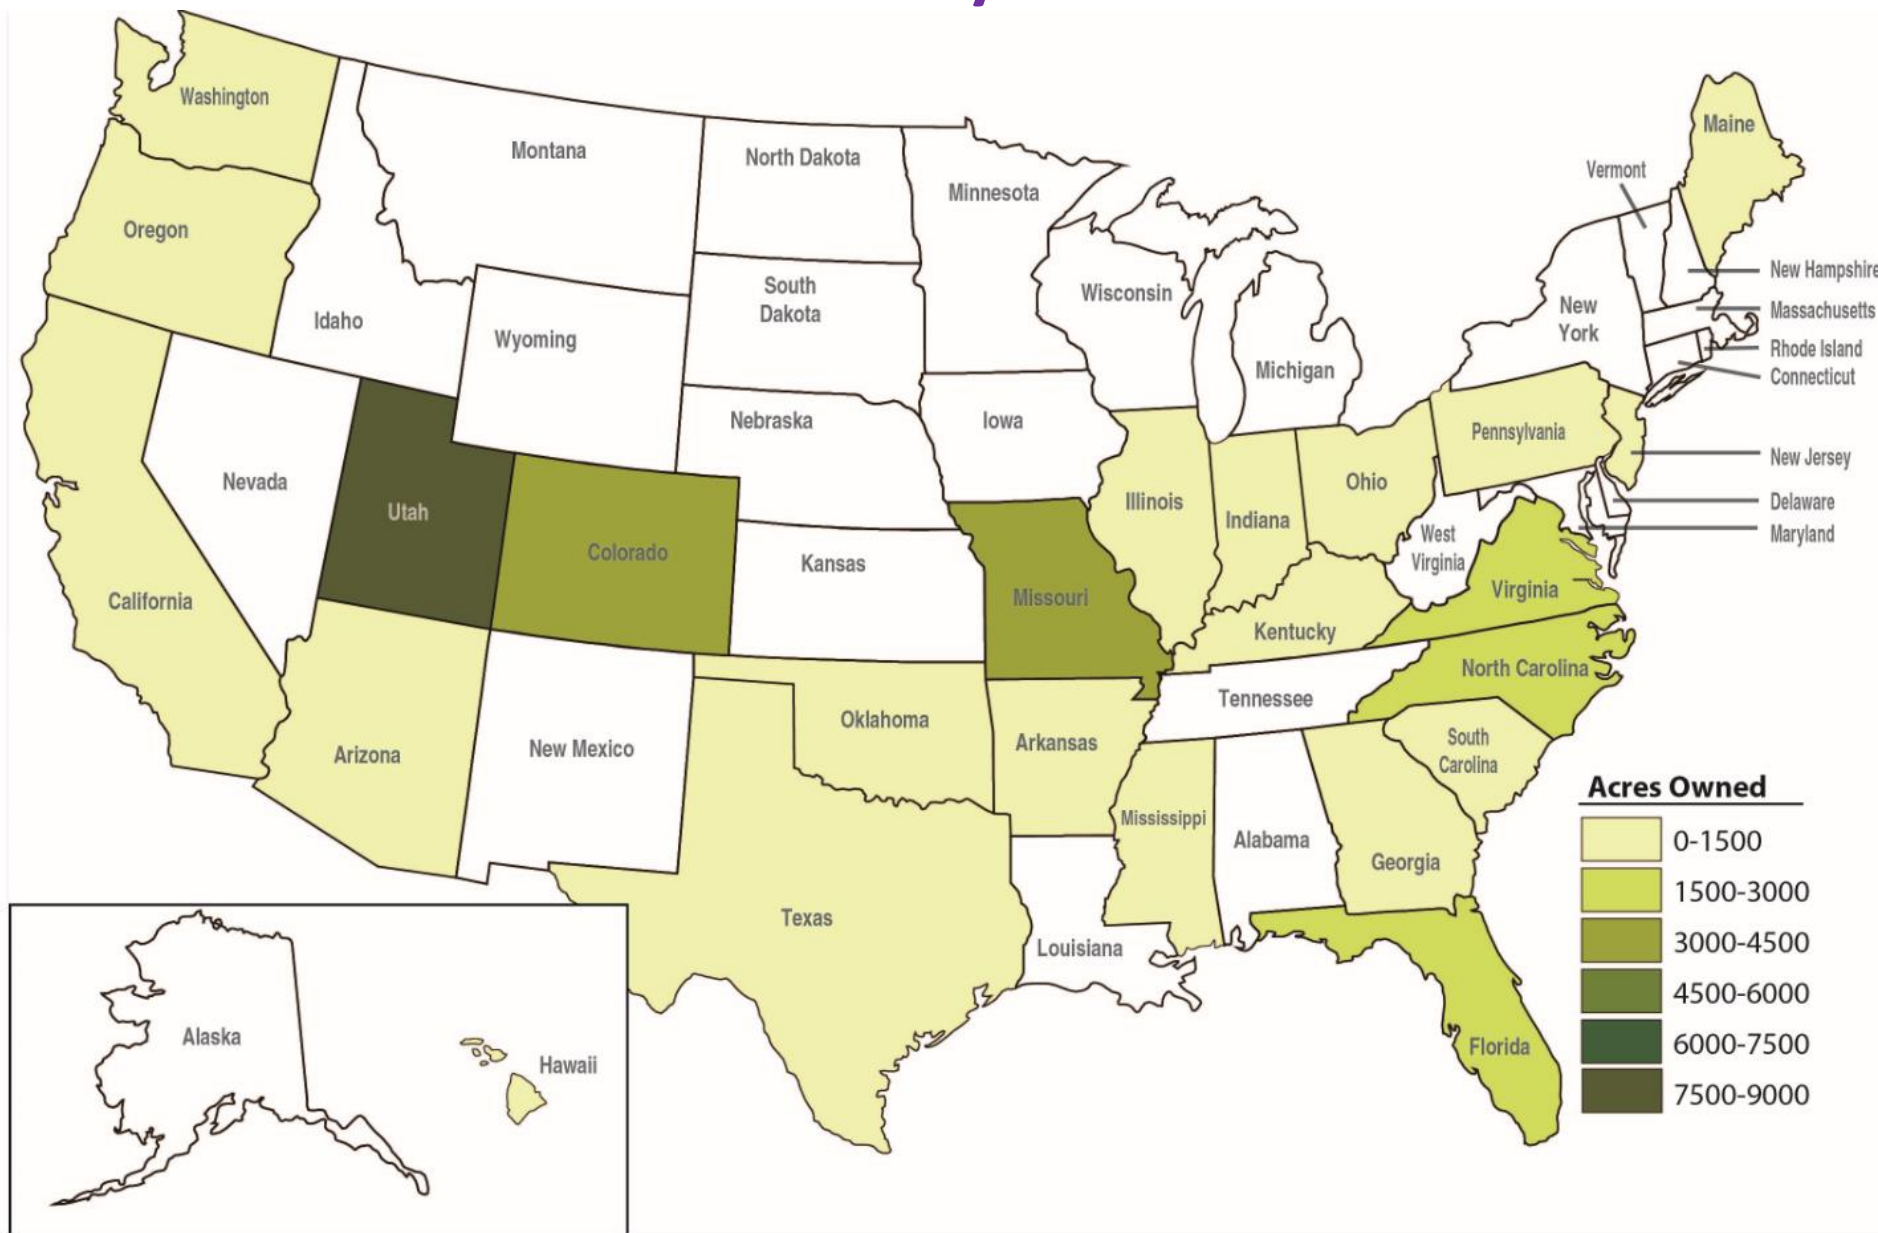 Washington
Montana
North Dakota
Minnesota
Maine
Vermont
Oregon
Idaho
Wyoming
South
Dakota
Wisconsin
Michigan
New
York
New Hampshire
Massachusetts
Rhode Island
Connecticut
Nebraska
Iowa
Pennsylvania
New Jersey
Nevada
Utah
Colorado
Kansas
Missouri
Illinois
Indiana
Ohio
West
Virginia
Virginia
Delaware
Maryland
California
Kentucky
North Carolina
Tennessee
Arizona
New Mexico
Oklahoma
Arkansas
South
Carolina
Mississippi
Alabama
Georgia
Texas
Louisiana
Florida
Alaska
Hawaii
Acres Owned
0-1500
1500-3000
3000-4500
4500-6000
6000-7500
7500-9000